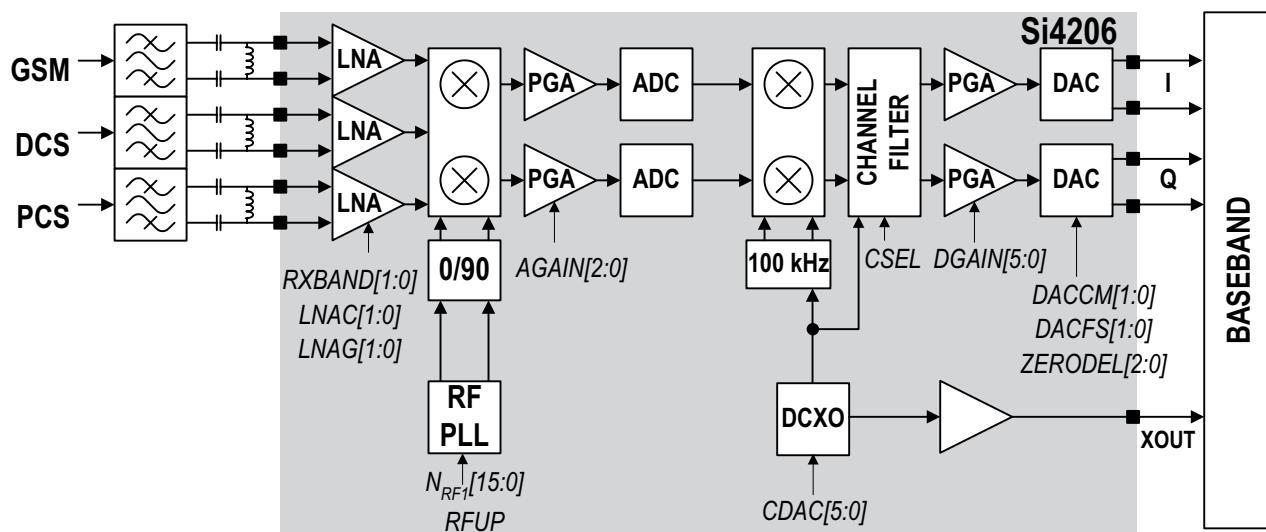 Si4206
GSM
DCS
PCS
LNA
LNA
LNA
PGA
ADC
PGA
ADC
CHANNEL
FILTER
PGA
DAC
PGA
DAC
I
Q
BASEBAND
0/90
100 kHz
RXBAND[1:0]
LNAC[1:0]
LNAG[1:0]
AGAIN[2:0]
CSEL
DGAIN[5:0]
DACCM[1:0]
DACFS[1:0]
ZERODEL[2:0]
RF
PLL
DCXO
XOUT
NRF1[15:0]
RFUP
CDAC[5:0]